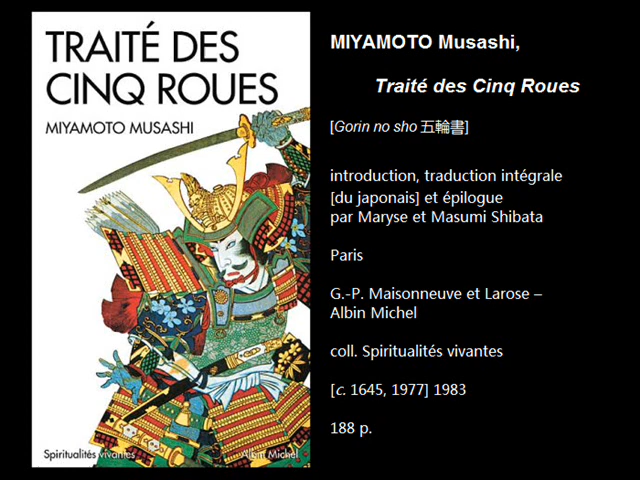 TRAITÉ DES
CINQ ROUES
MIYAMOTO MUSASHI
Spiritualités vivantes
Albin Michel
MIYAMOTO Musashi,
Traité des Cinq Roues
[Gorin no sho 五輪書]
introduction, traduction intégrale
[du japonais] et épilogue
par Maryse et Masumi Shibata
Paris
G.-P. Maisonneuve et Larose –
Albin Michel
coll. Spiritualités vivantes
[c. 1645, 1977] 1983
188 p.